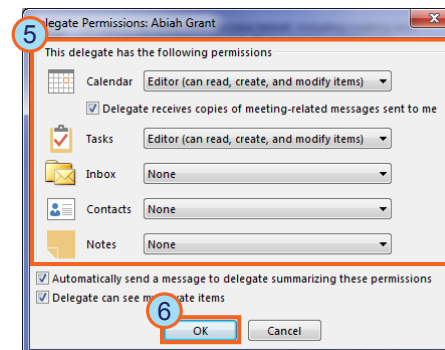 elegate Permissions: Abiah Grant
5
This delegate has the following permissions
Calendar Editor (can read, create, and modify items)
Delegate receives copies of meeting-related messages sent to me
Tasks Editor (can read, create, and modify items)
Inbox None
Contacts None
Notes None
Automatically send a message to delegate summarizing these permissions
Delegate can see my private items
6
OK Cancel